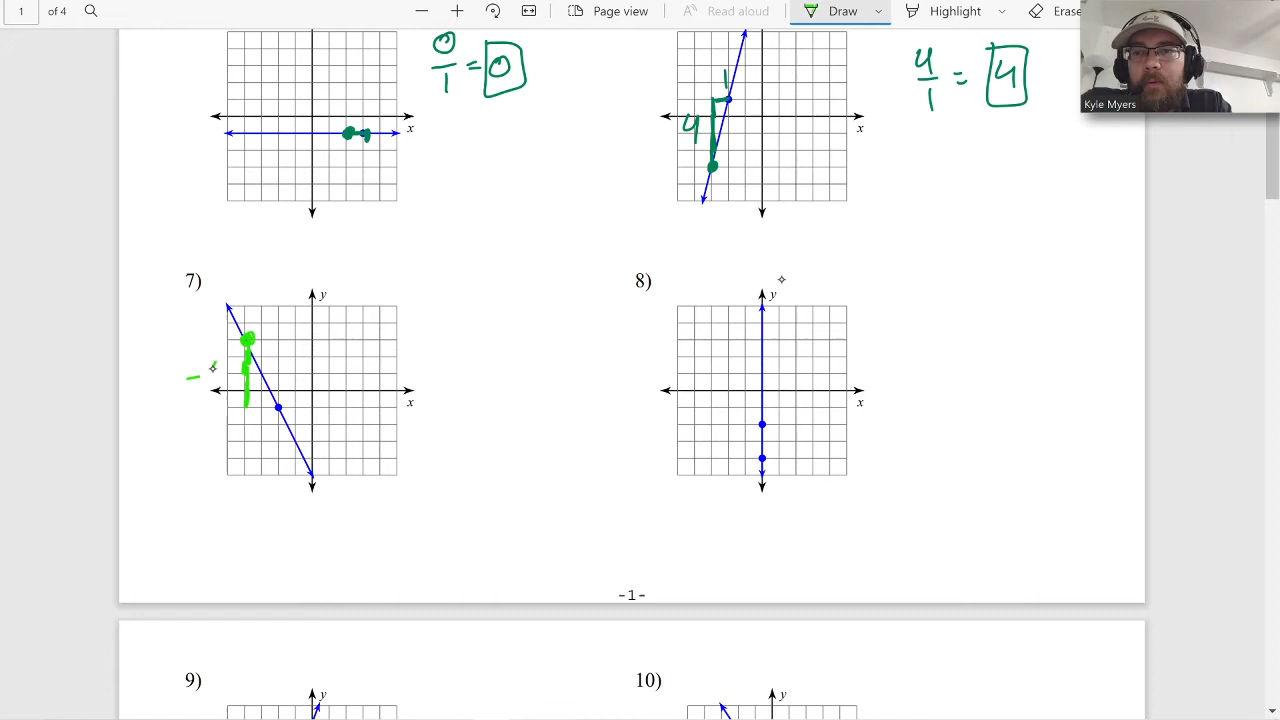 1 of 4 Page view Read aloud Draw Highlight Erase
Kyle Myers
0/1 = 0
x
4
1
x
4/1 = 4
7)
y
x
-
8)
y
x
-1-
9)
y
10)
y